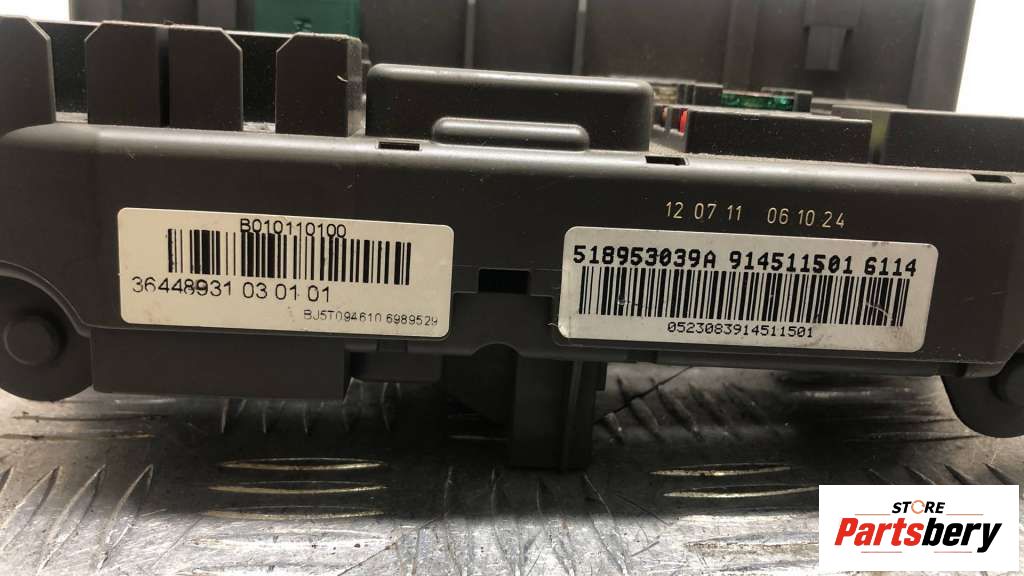 B010110100
36448931 03 01 01
BJ5T094610 6989529
12 07 11 06 10 24
518953039A 914511501 6114
0523083914511501
STORE
Partsbery